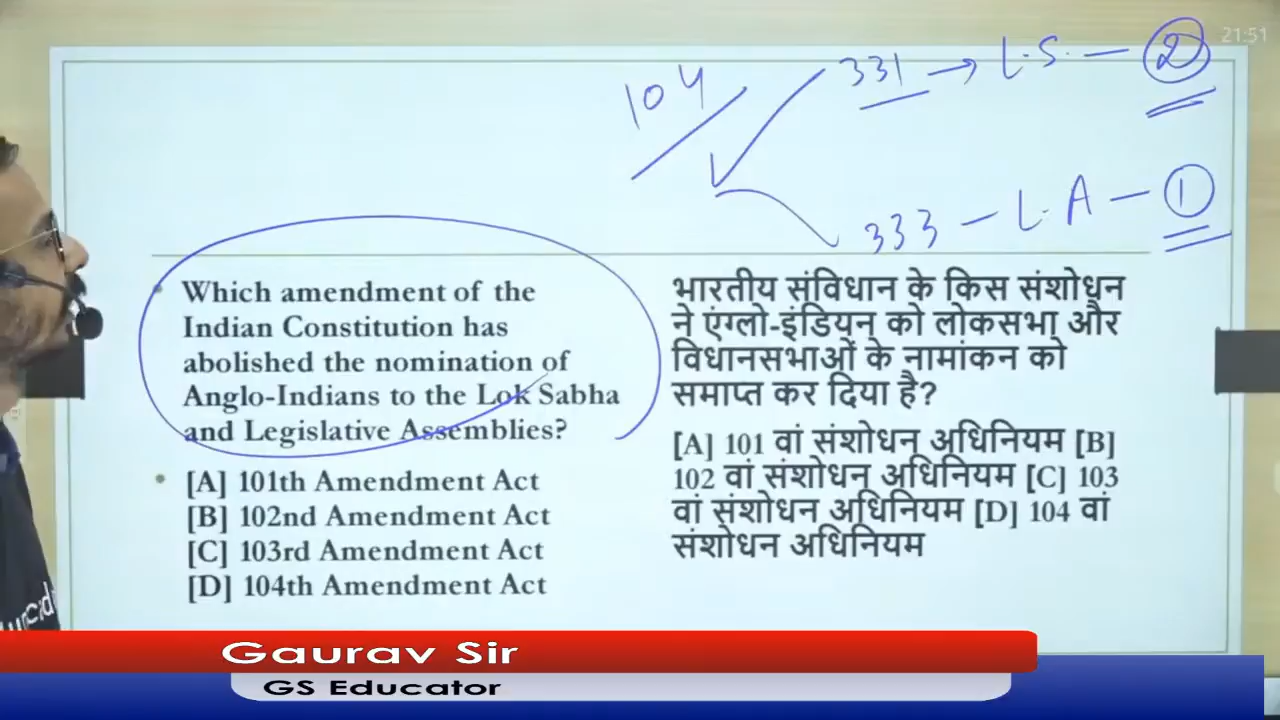 21:51
104
331 → L.S. — 2
333 — L.A — 1
Which amendment of the
Indian Constitution has
abolished the nomination of
Anglo-Indians to the Lok Sabha
and Legislative Assemblies?
[A] 101th Amendment Act
[B] 102nd Amendment Act
[C] 103rd Amendment Act
[D] 104th Amendment Act
भारतीय संविधान के किस संशोधन
ने एंग्लो-इंडियन को लोकसभा और
विधानसभाओं के नामांकन को
समाप्त कर दिया है?
[A] 101 वां संशोधन अधिनियम [B]
102 वां संशोधन अधिनियम [C] 103
वां संशोधन अधिनियम [D] 104 वां
संशोधन अधिनियम
Gaurav Sir
GS Educator